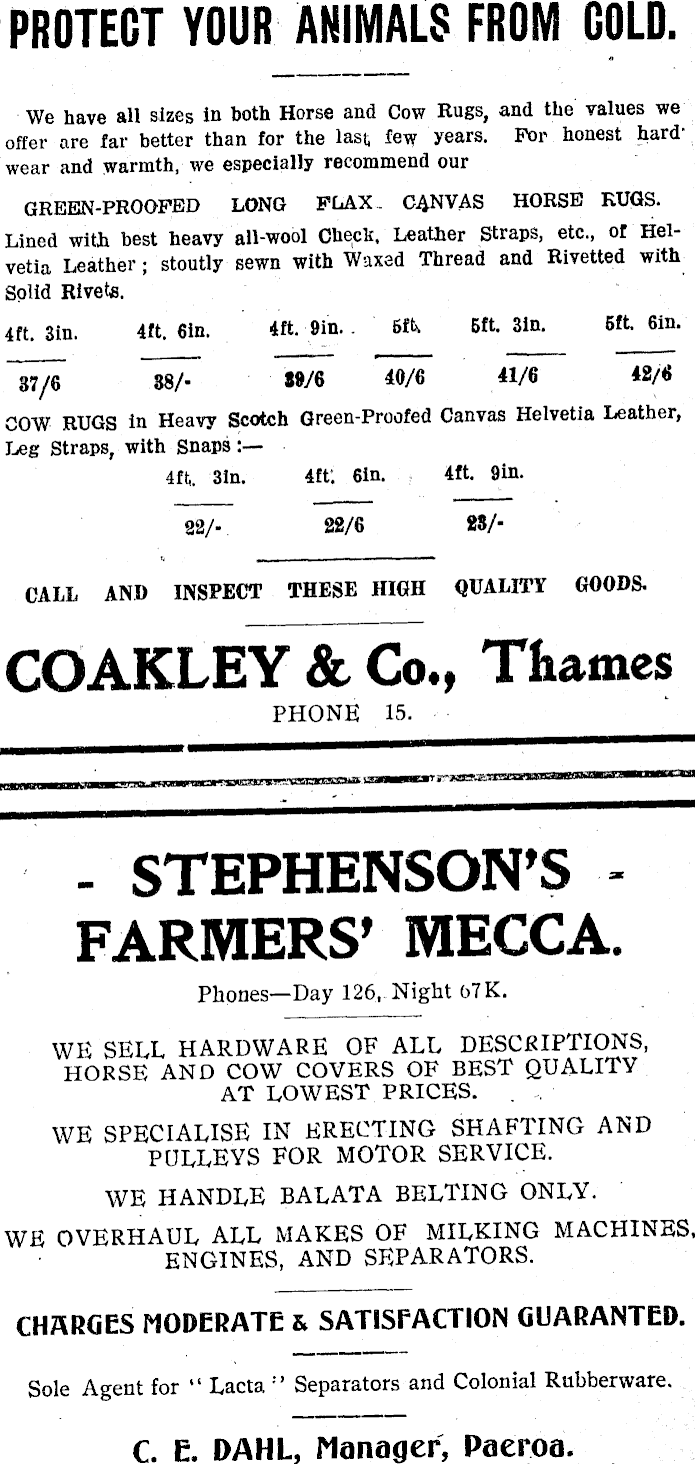 PROTECT YOUR ANIMALS FROM COLD.
We have all sizes in both Horse and Cow Rugs, and the values we
offer are far better than for the last few years. For honest hard
wear and warmth, we especially recommend our
GREEN-PROOFED LONG FLAX CANVAS HORSE RUGS.
Lined with best heavy all-wool Check, Leather Straps, etc., of Hel-
vetia Leather; stoutly sewn with Waxed Thread and Rivetted with
Solid Rivets.
4ft. 3in. 4ft. 6in. 4ft. 9in. 5ft. 5ft. 3in. 5ft. 6in.
37/6 38/- 39/6 40/6 41/6 42/6
COW RUGS in Heavy Scotch Green-Proofed Canvas Helvetia Leather,
Leg Straps, with Snaps:—
4ft. 3in. 4ft. 6in. 4ft. 9in.
22/- 22/6 23/-
CALL AND INSPECT THESE HIGH QUALITY GOODS.
COAKLEY & Co., Thames
PHONE 15.
- STEPHENSON'S -
FARMERS' MECCA.
Phones—Day 126, Night 67K.
WE SELL HARDWARE OF ALL DESCRIPTIONS,
HORSE AND COW COVERS OF BEST QUALITY
AT LOWEST PRICES.
WE SPECIALISE IN ERECTING SHAFTING AND
PULLEYS FOR MOTOR SERVICE.
WE HANDLE BALATA BELTING ONLY.
WE OVERHAUL ALL MAKES OF MILKING MACHINES,
ENGINES, AND SEPARATORS.
CHARGES MODERATE & SATISFACTION GUARANTED.
Sole Agent for "Lacta" Separators and Colonial Rubberware.
C. E. DAHL, Manager, Paeroa.